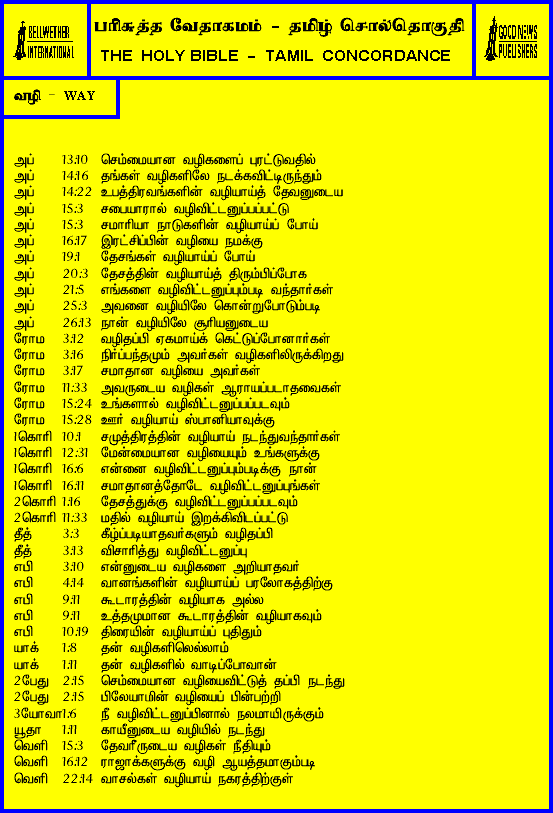 BELLWETHER INTERNATIONAL
பரிசுத்த வேதாகமம் - தமிழ் சொல்தொகுதி
THE HOLY BIBLE - TAMIL CONCORDANCE
GOOD NEWS PUBLISHERS
வழி - WAY
அப் 13:10 செம்மையான வழிகளைப் புரட்டுவதில்
அப் 14:16 தங்கள் வழிகளிலே நடக்கவிட்டிருந்தும்
அப் 14:22 உபத்திரவங்களின் வழியாய்த் தேவனுடைய
அப் 15:3 சபையாரால் வழிவிட்டனுப்பப்பட்டு
அப் 15:3 சமாரியா நாடுகளின் வழியாய்ப் போய்
அப் 16:17 இரட்சிப்பின் வழியை நமக்கு
அப் 19:1 தேசங்கள் வழியாய்ப் போய்
அப் 20:3 தேசத்தின் வழியாய்த் திரும்பிப்போக
அப் 21:5 எங்களை வழிவிட்டனுப்பும்படி வந்தார்கள்
அப் 25:3 அவனை வழியிலே கொன்றுபோடும்படி
அப் 26:13 நான் வழியிலே சூரியனுடைய
ரோம 3:12 வழிதப்பி ஏகமாய்க் கெட்டுப்போனார்கள்
ரோம 3:16 நிர்ப்பந்தமும் அவர்கள் வழிகளிலிருக்கிறது
ரோம 3:17 சமாதான வழியை அவர்கள்
ரோம 11:33 அவருடைய வழிகள் ஆராயப்படாதவைகள்
ரோம 15:24 உங்களால் வழிவிட்டனுப்பப்படவும்
ரோம 15:28 ஊர் வழியாய் ஸ்பானியாவுக்கு
1கொரி 10:1 சமுத்திரத்தின் வழியாய் நடந்துவந்தார்கள்
1கொரி 12:31 மேன்மையான வழியையும் உங்களுக்கு
1கொரி 16:6 என்னை வழிவிட்டனுப்பும்படிக்கு நான்
1கொரி 16:11 சமாதானத்தோடே வழிவிட்டனுப்புங்கள்
2கொரி 1:16 தேசத்துக்கு வழிவிட்டனுப்பப்படவும்
2கொரி 11:33 மதில் வழியாய் இறக்கிவிடப்பட்டு
தீத் 3:3 கீழ்ப்படியாதவர்களும் வழிதப்பி
தீத் 3:13 விசாரித்து வழிவிட்டனுப்பு
எபி 3:10 என்னுடைய வழிகளை அறியாதவர்
எபி 4:14 வானங்களின் வழியாய்ப் பரலோகத்திற்கு
எபி 9:11 கூடாரத்தின் வழியாக அல்ல
எபி 9:11 உத்தமுமான கூடாரத்தின் வழியாகவும்
எபி 10:19 திரையின் வழியாய்ப் புதிதும்
யாக் 1:8 தன் வழிகளிலெல்லாம்
யாக் 1:11 தன் வழிகளில் வாடிப்போவான்
2பேது 2:15 செம்மையான வழியைவிட்டுத் தப்பி நடந்து
2பேது 2:15 பிலேயாமின் வழியைப் பின்பற்றி
3யோவா1:6 நீ வழிவிட்டனுப்பினால் நலமாயிருக்கும்
யூதா 1:11 காயீனுடைய வழியில் நடந்து
வெளி 15:3 தேவரீருடைய வழிகள் நீதியும்
வெளி 16:12 ராஜாக்களுக்கு வழி ஆயத்தமாகும்படி
வெளி 22:14 வாசல்கள் வழியாய் நகரத்திற்குள்